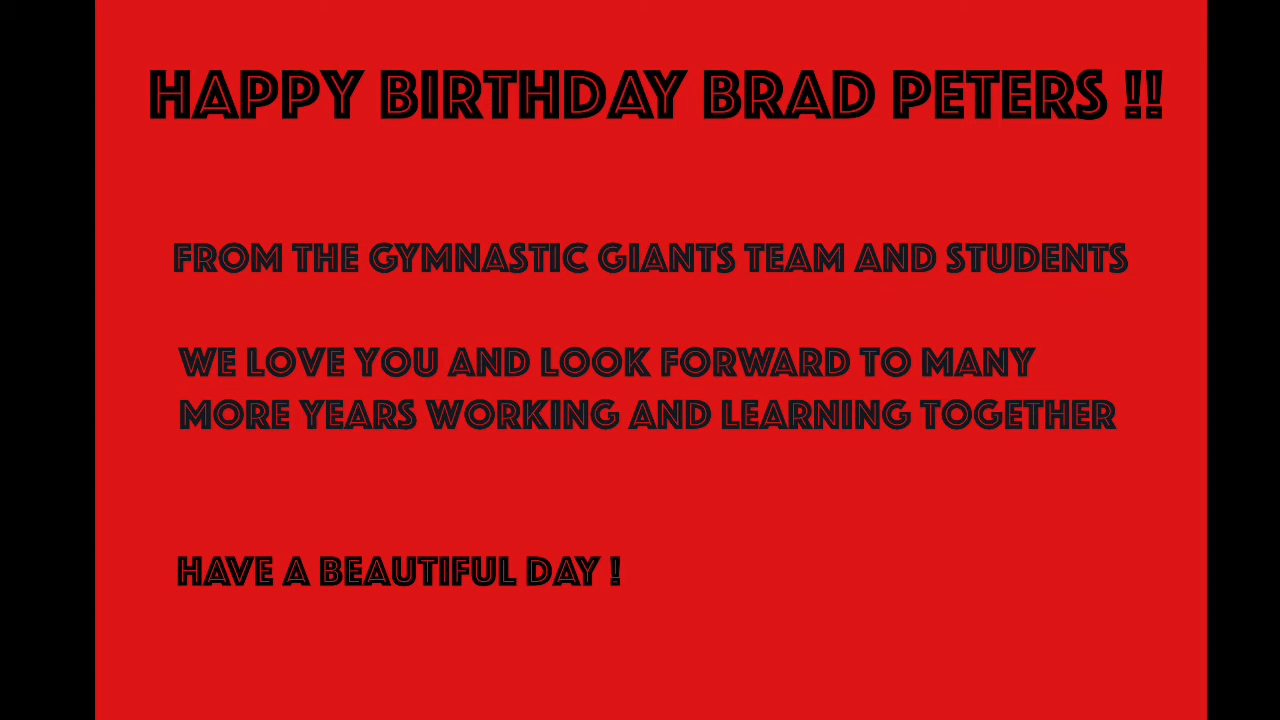 HAPPY BIRTHDAY BRAD PETERS !!
FROM THE GYMNASTIC GIANTS TEAM AND STUDENTS
WE LOVE YOU AND LOOK FORWARD TO MANY
MORE YEARS WORKING AND LEARNING TOGETHER
HAVE A BEAUTIFUL DAY !